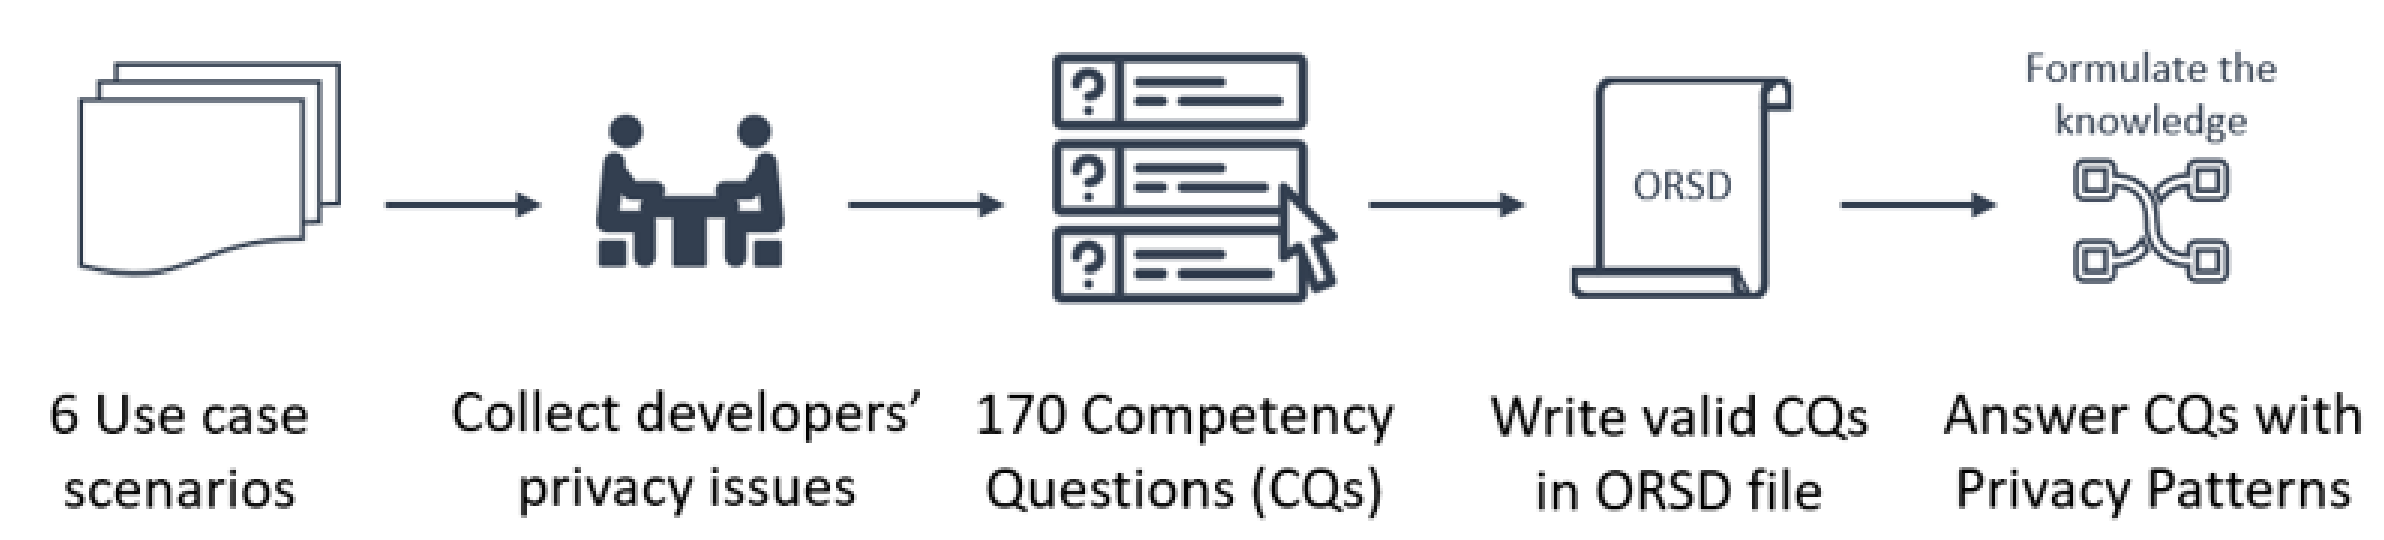 ?
?
?
ORSD
Formulate the
knowledge
6 Use case
scenarios
Collect developers’
privacy issues
170 Competency
Questions (CQs)
Write valid CQs
in ORSD file
Answer CQs with
Privacy Patterns